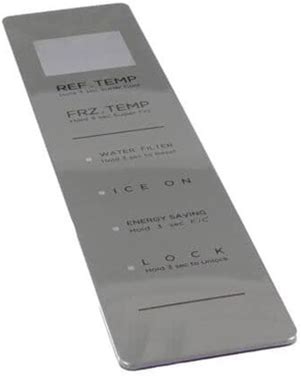 REF.TEMP
Hold 3 sec Super Cool
FRZ.TEMP
Hold 3 sec Super Frz
WATER FILTER
Hold 3 sec to Reset
ICE ON
ENERGY SAVING
Hold 3 sec F/C
LOCK
Hold 3 sec to Unlock